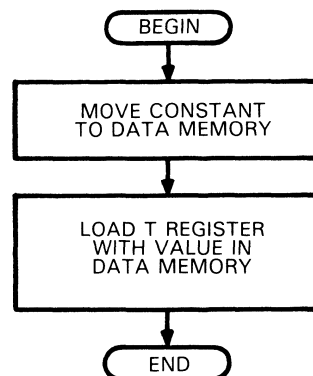 BEGIN
MOVE CONSTANT
TO DATA MEMORY
LOAD T REGISTER
WITH VALUE IN
DATA MEMORY
END